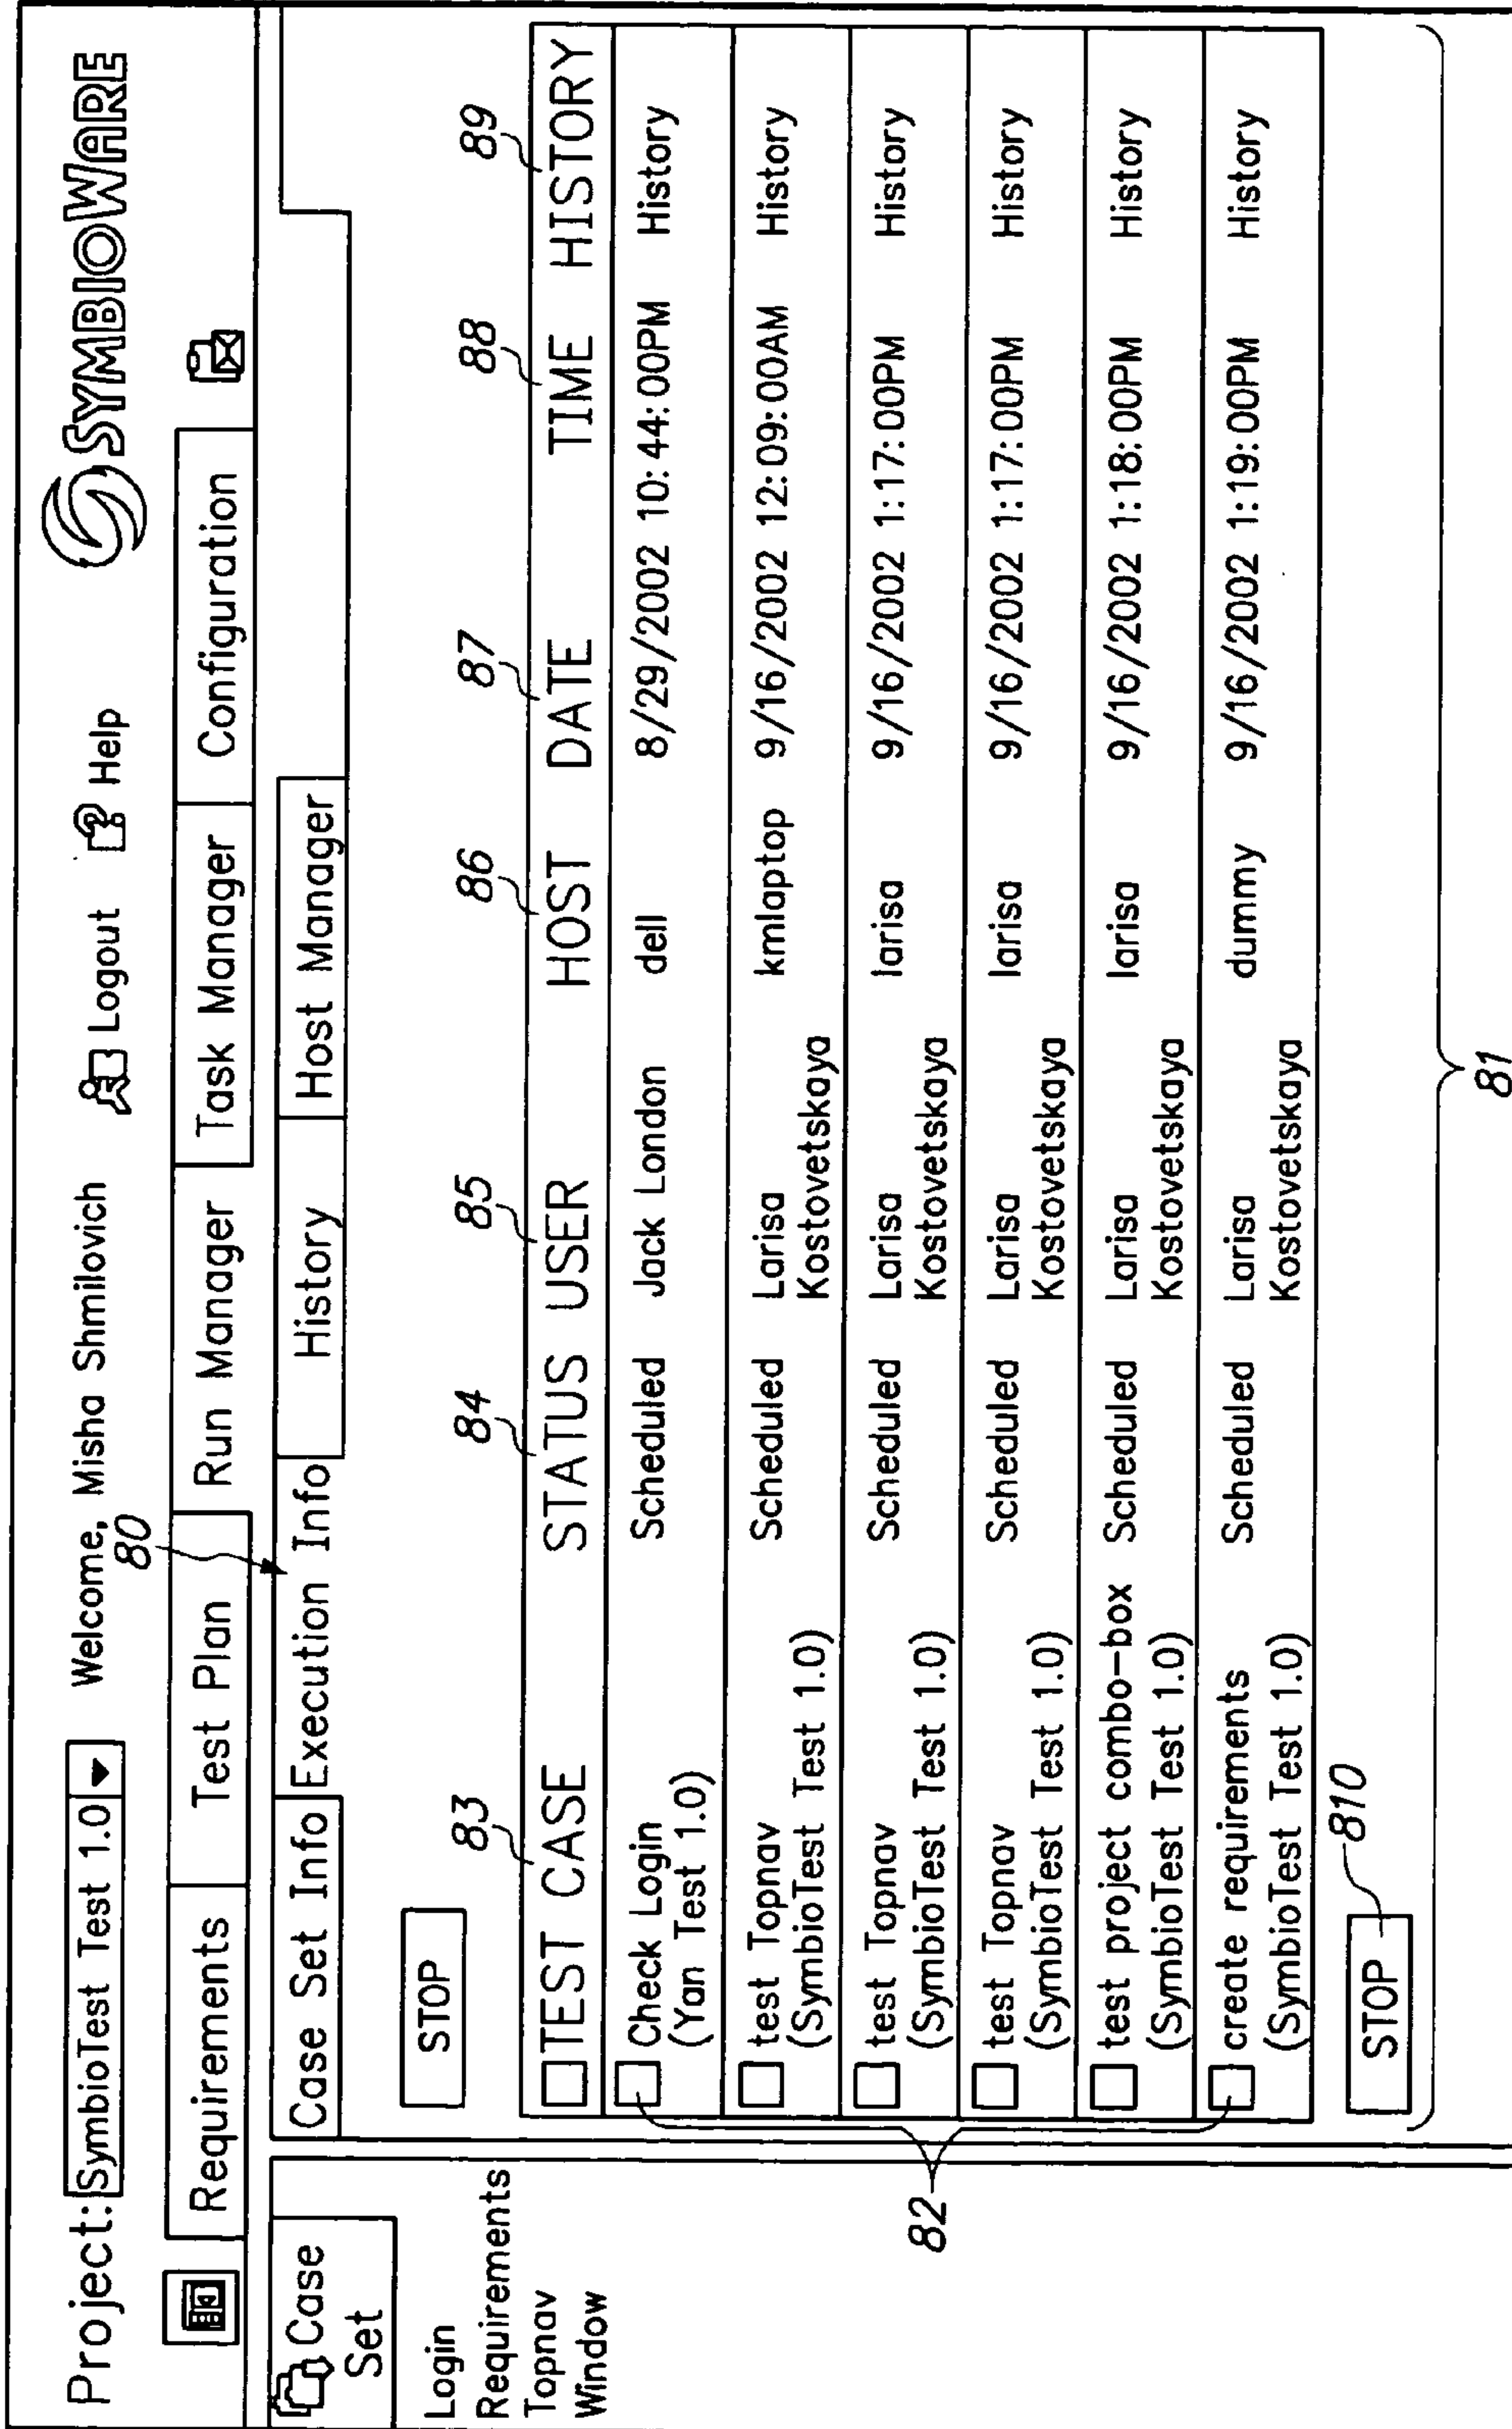 Project: SymbioTest Test 1.0 Welcome, Misha Shmilovich Logout Help SYMBIOWARE
80
Requirements Test Plan Run Manager Task Manager Configuration
Case Set
Case Set Info Execution Info History Host Manager
Login
Requirements
Topnav
Window
STOP
83 84 85 86 87 88 89
TEST CASE STATUS USER HOST DATE TIME HISTORY
Check Login Scheduled Jack London dell 8/29/2002 10:44:00PM History
(Yan Test 1.0)
test Topnav Scheduled Larisa kmlaptop 9/16/2002 12:09:00AM History
(SymbioTest Test 1.0) Kostovetskaya
test Topnav Scheduled Larisa larisa 9/16/2002 1:17:00PM History
(SymbioTest Test 1.0) Kostovetskaya
test Topnav Scheduled Larisa larisa 9/16/2002 1:17:00PM History
(SymbioTest Test 1.0) Kostovetskaya
test project combo-box Scheduled Larisa larisa 9/16/2002 1:18:00PM History
(SymbioTest Test 1.0) Kostovetskaya
create requirements Scheduled Larisa dummy 9/16/2002 1:19:00PM History
(SymbioTest Test 1.0) Kostovetskaya
82
STOP 810
81